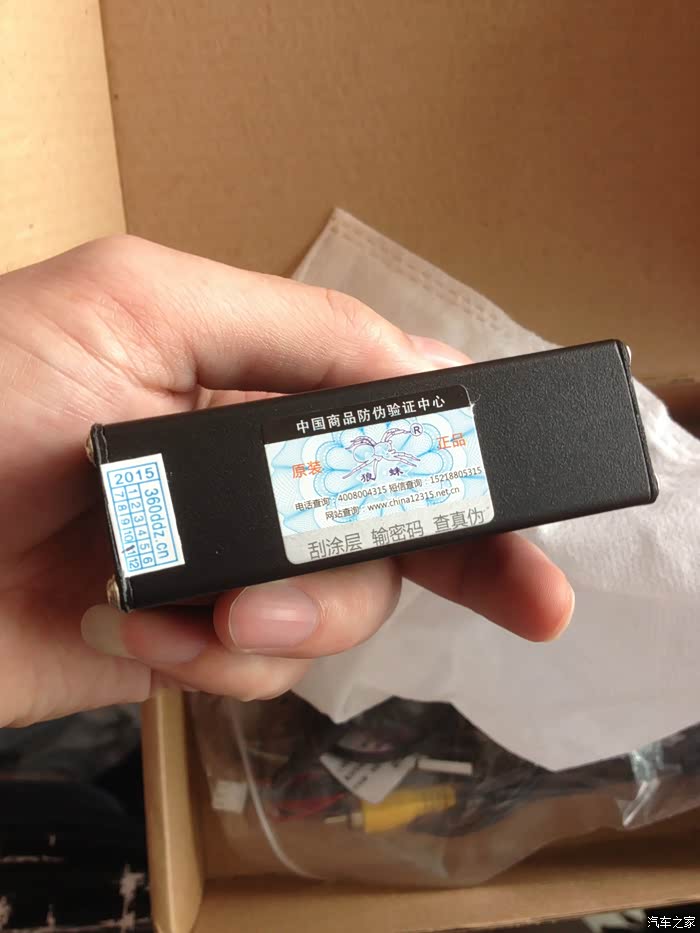 中国商品防伪验证中心
®
原装
正品
狼蛛
电话查询：4008004315 短信查询：15218805315
网站查询：www.china12315.net.cn
刮涂层 输密码 查真伪
2015
360dz.cn
1 2 3 4 5 6
7 8 9 10 11 12
汽车之家